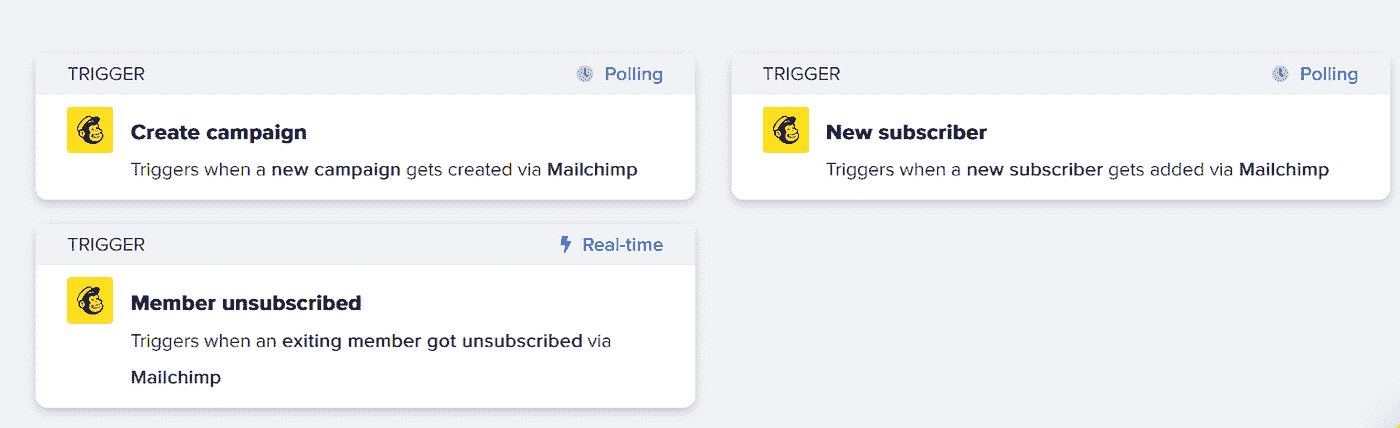 TRIGGER Polling
Create campaign
Triggers when a new campaign gets created via Mailchimp
TRIGGER Polling
New subscriber
Triggers when a new subscriber gets added via Mailchimp
TRIGGER Real-time
Member unsubscribed
Triggers when an exiting member got unsubscribed via
Mailchimp